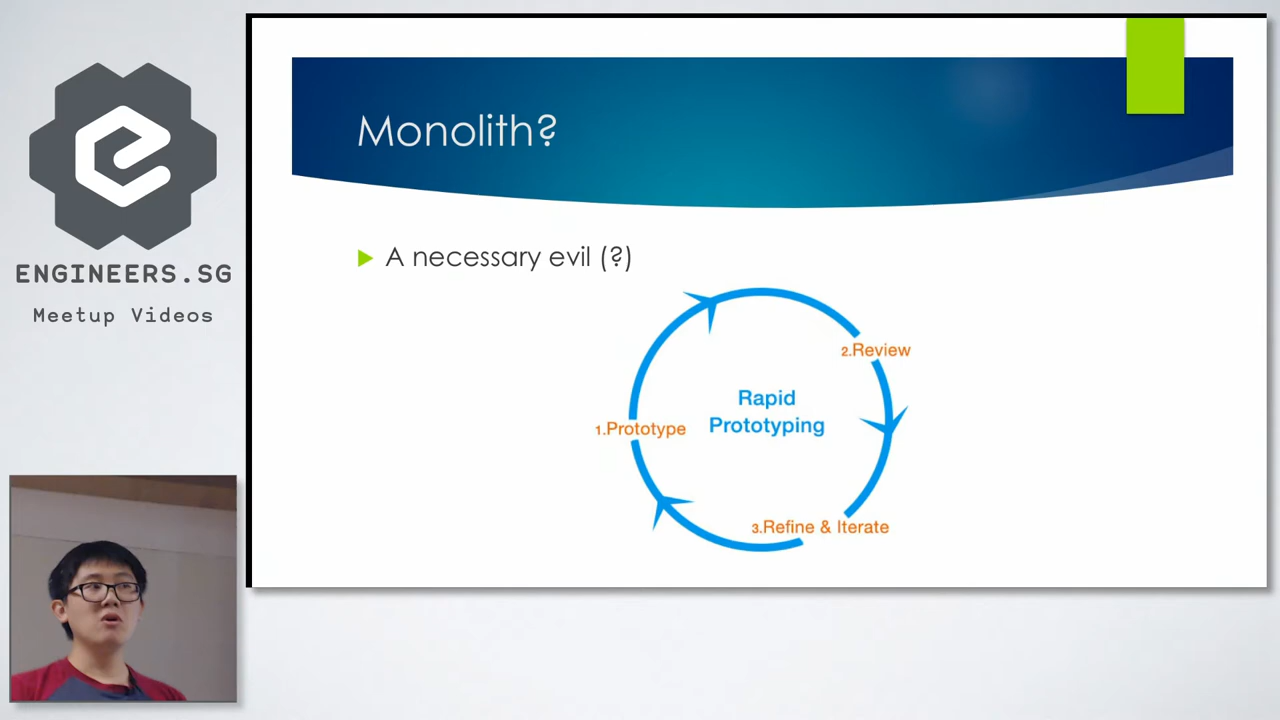 ENGINEERS.SG
Meetup Videos
Monolith?
A necessary evil (?)
2.Review
Rapid
Prototyping
1.Prototype
3.Refine & Iterate